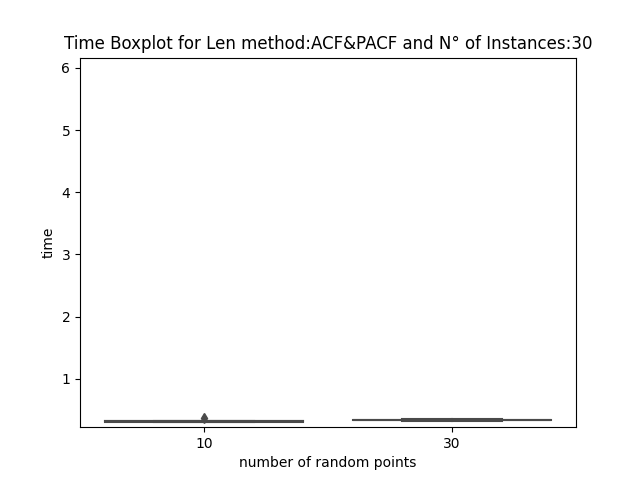 Time Boxplot for Len method:ACF&PACF and N° of Instances:30
6
5
4
3
2
1
time
10 30
number of random points